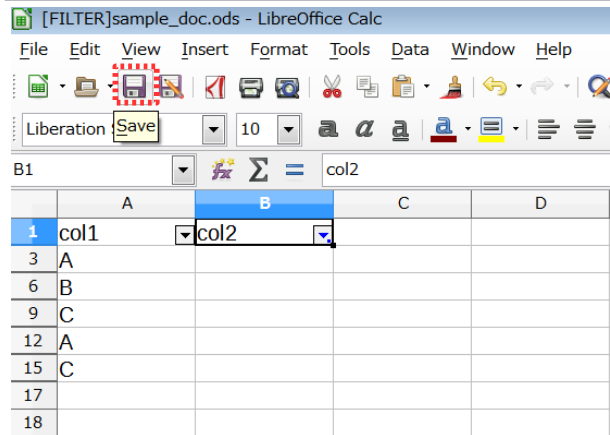 [FILTER]sample_doc.ods - LibreOffice Calc
File Edit View Insert Format Tools Data Window Help
Liberation 10 a a a a
Save
B1 fx Σ = col2
A B C D
1 col1 col2
3 A
6 B
9 C
12 A
15 C
17
18